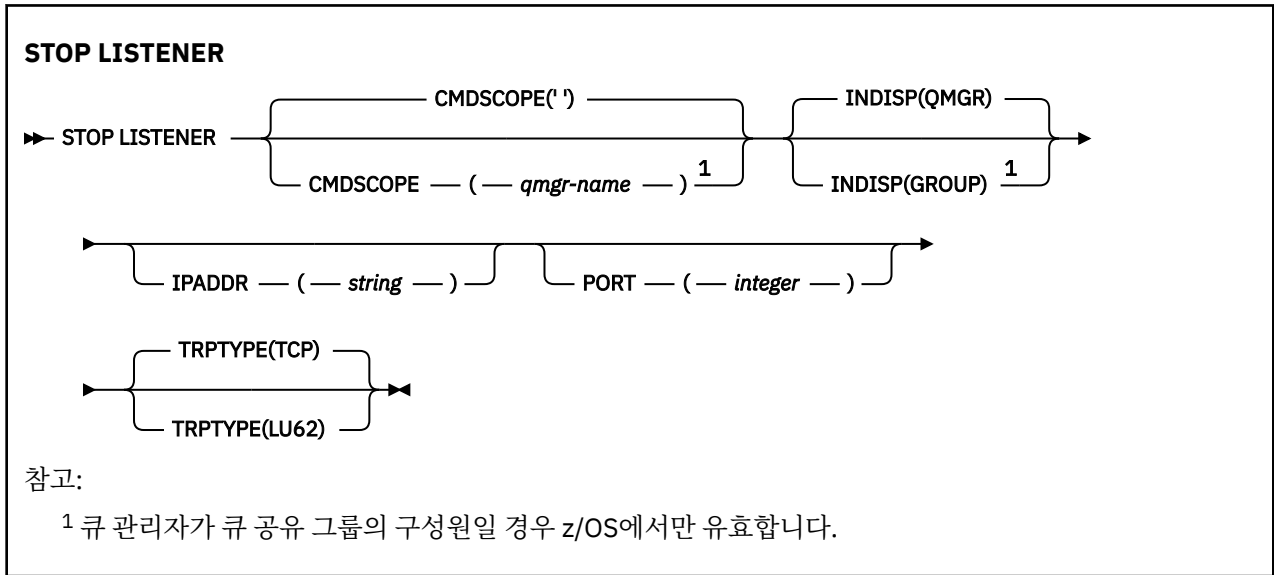 STOP LISTENER
CMDSCOPE(' ') INDISP(QMGR)
STOP LISTENER
CMDSCOPE ( qmgr-name ) 1 INDISP(GROUP) 1
IPADDR ( string ) PORT ( integer )
TRPTYPE(TCP)
TRPTYPE(LU62)
참고:
1 큐 관리자가 큐 공유 그룹의 구성원일 경우 z/OS에서만 유효합니다.